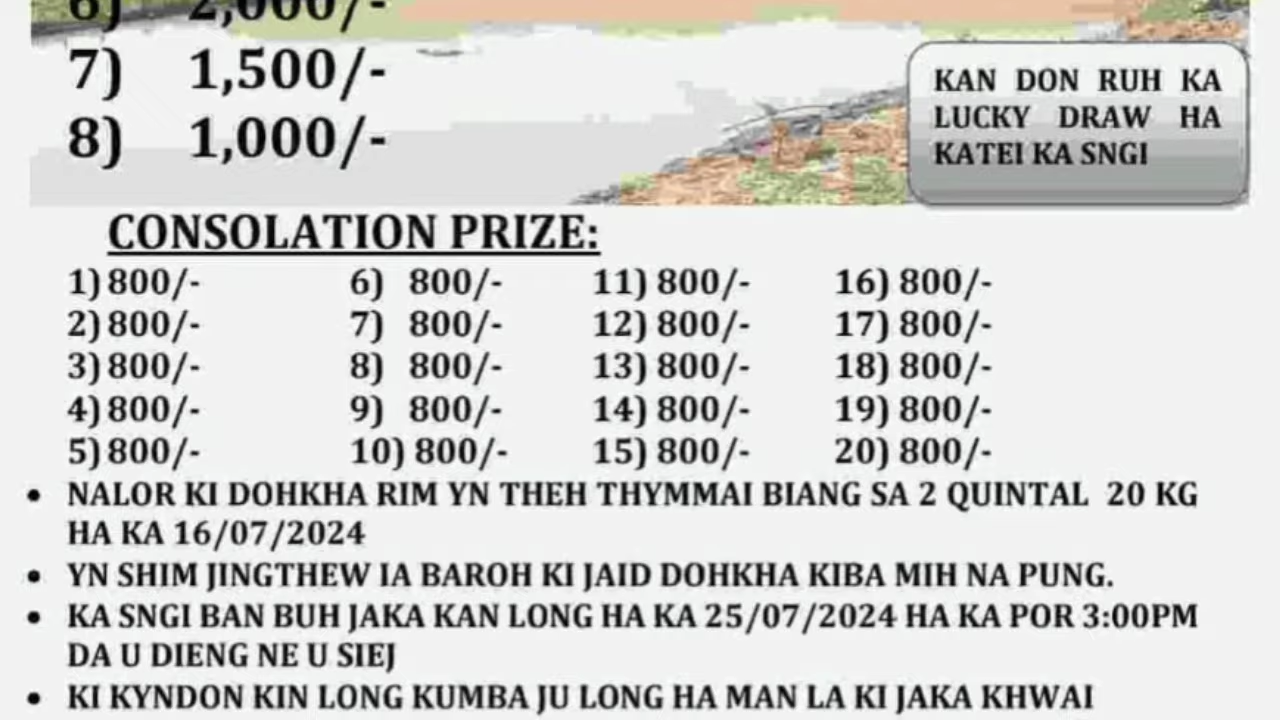 6) 2,000/-
7) 1,500/-
8) 1,000/-
KAN DON RUH KA
LUCKY DRAW HA
KATEI KA SNGI
CONSOLATION PRIZE:
1) 800/- 6) 800/- 11) 800/- 16) 800/-
2) 800/- 7) 800/- 12) 800/- 17) 800/-
3) 800/- 8) 800/- 13) 800/- 18) 800/-
4) 800/- 9) 800/- 14) 800/- 19) 800/-
5) 800/- 10) 800/- 15) 800/- 20) 800/-
• NALOR KI DOHKHA RIM YN THEH THYMMAI BIANG SA 2 QUINTAL 20 KG
HA KA 16/07/2024
• YN SHIM JINGTHEW IA BAROH KI JAID DOHKHA KIBA MIH NA PUNG.
• KA SNGI BAN BUH JAKA KAN LONG HA KA 25/07/2024 HA KA POR 3:00PM
DA U DIENG NE U SIEJ
• KI KYNDON KIN LONG KUMBA JU LONG HA MAN LA KI JAKA KHWAI